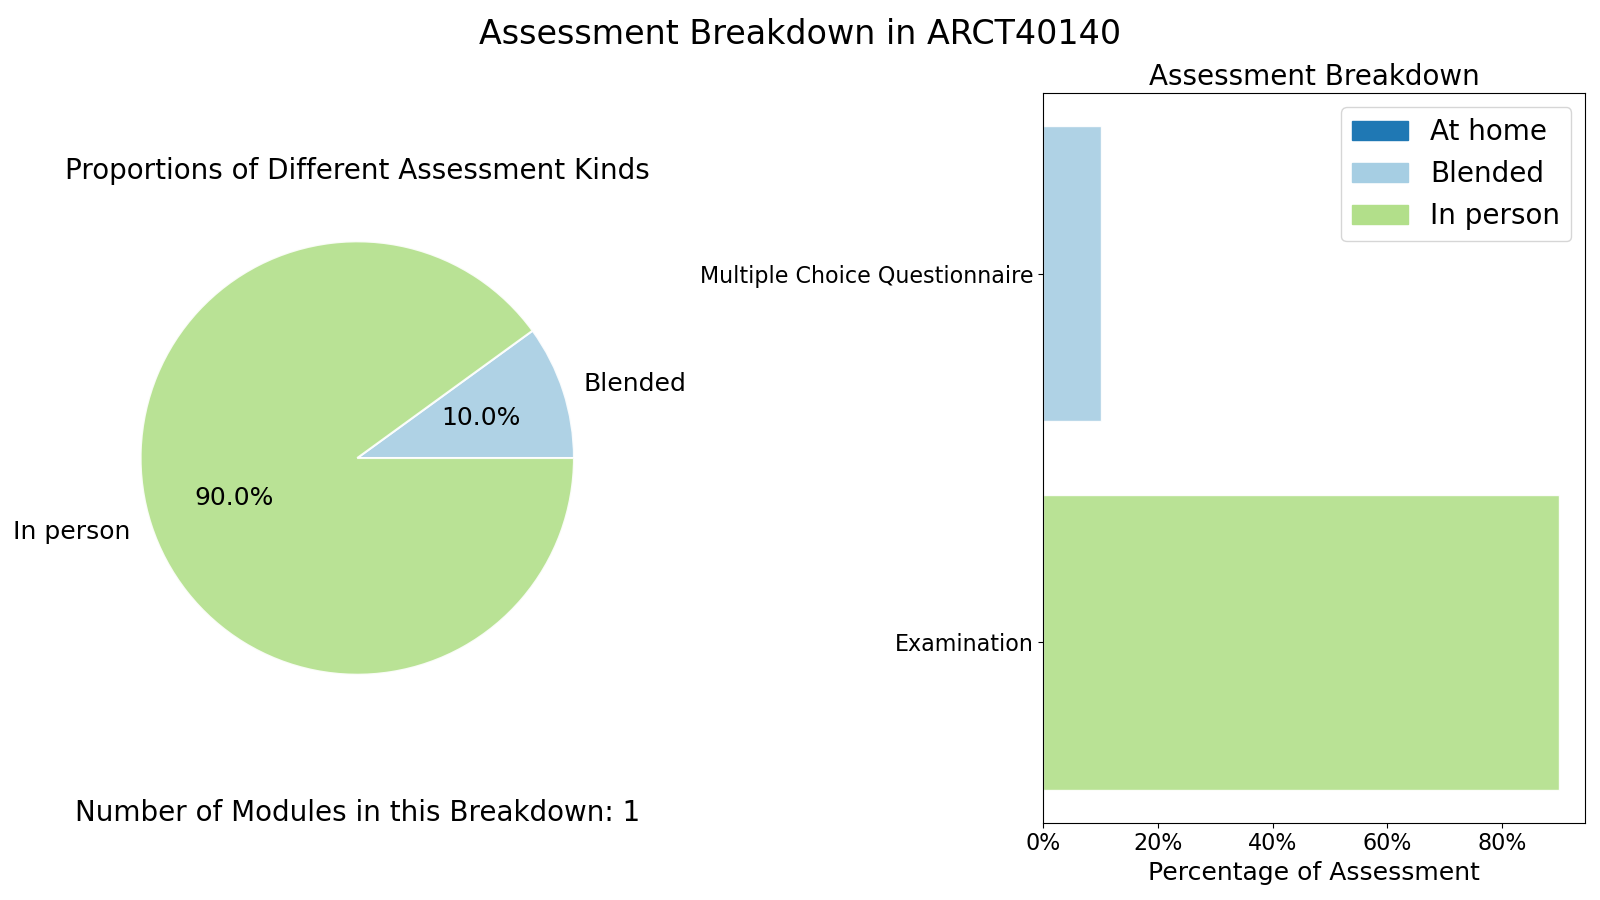 Assessment Breakdown in ARCT40140
Proportions of Different Assessment Kinds
Blended
10.0%
90.0%
In person
Number of Modules in this Breakdown: 1
Assessment Breakdown
At home
Blended
In person
Multiple Choice Questionnaire
Examination
0% 20% 40% 60% 80%
Percentage of Assessment